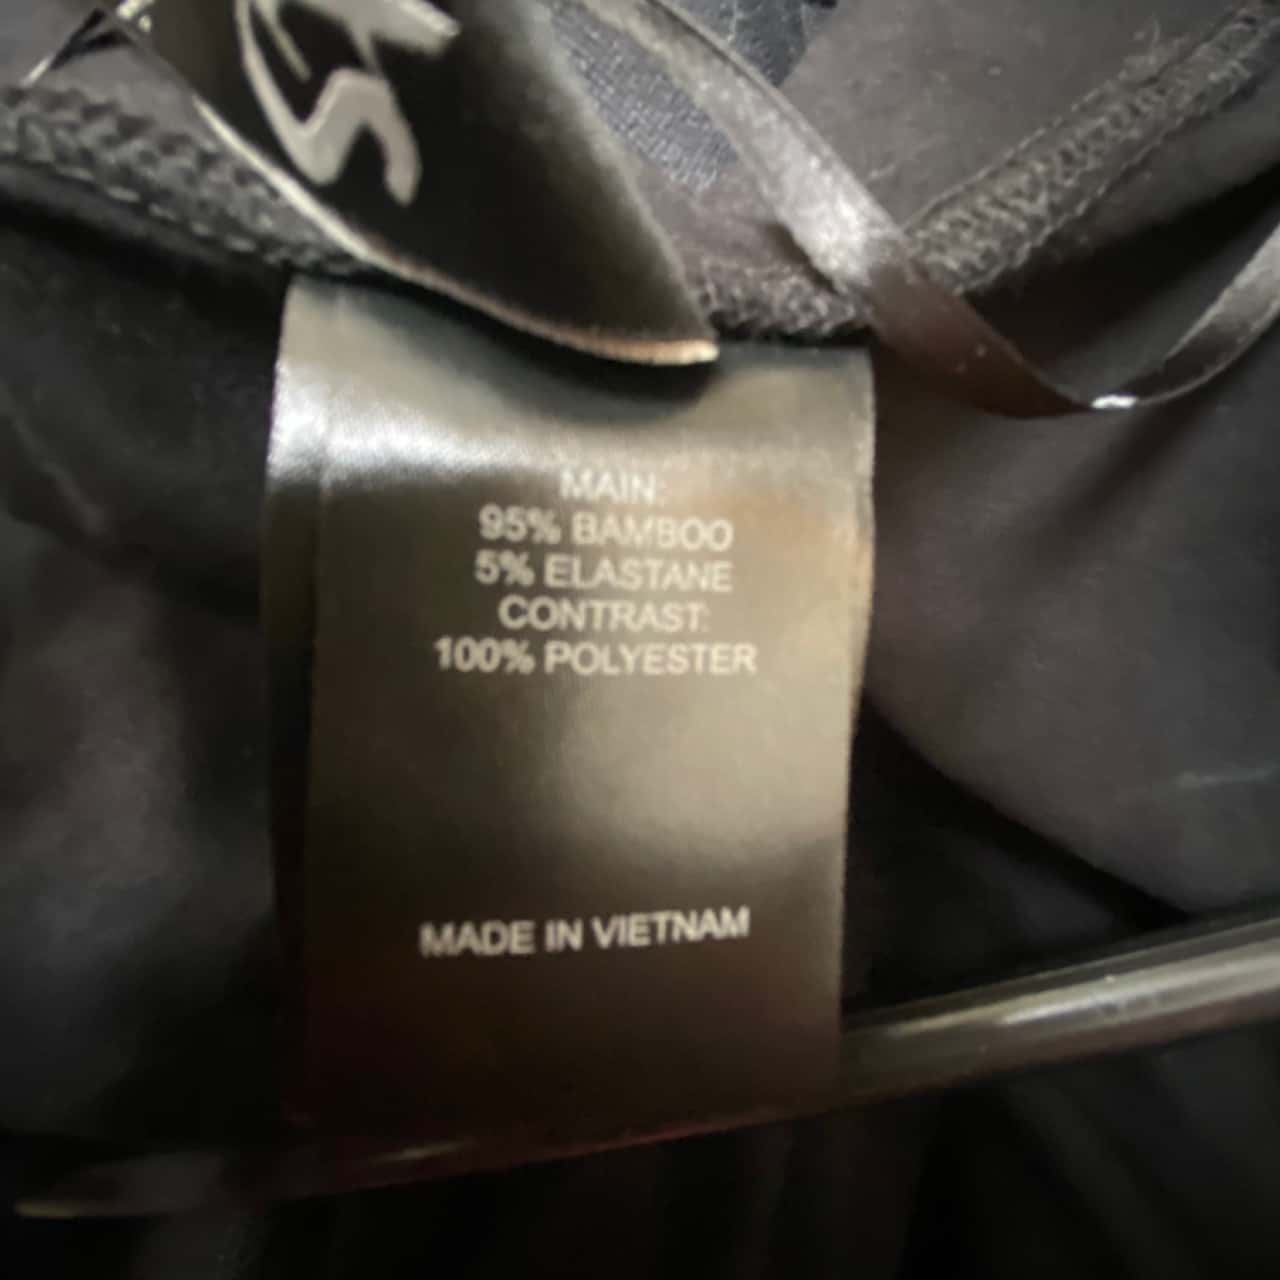 MAIN:
95% BAMBOO
5% ELASTANE
CONTRAST:
100% POLYESTER
MADE IN VIETNAM